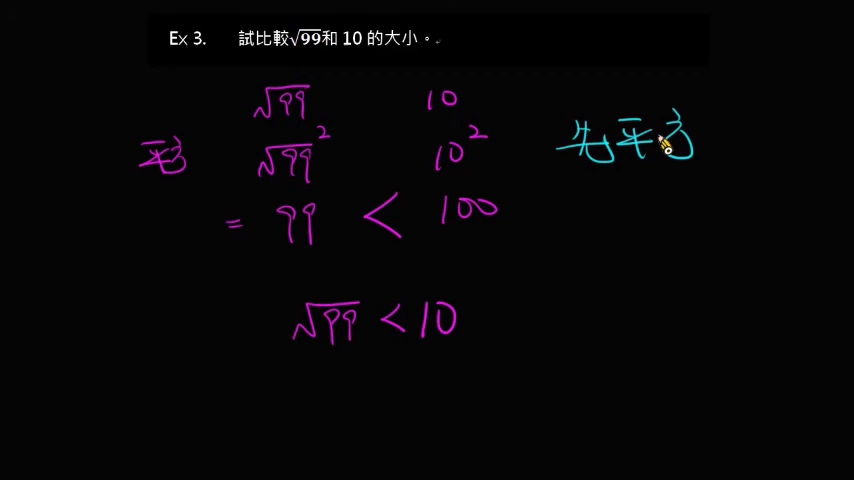 Ex 3. 試比較√99和 10 的大小。
√99 10
平方 √99² 10²
= 99 < 100
√99 < 10
先平方